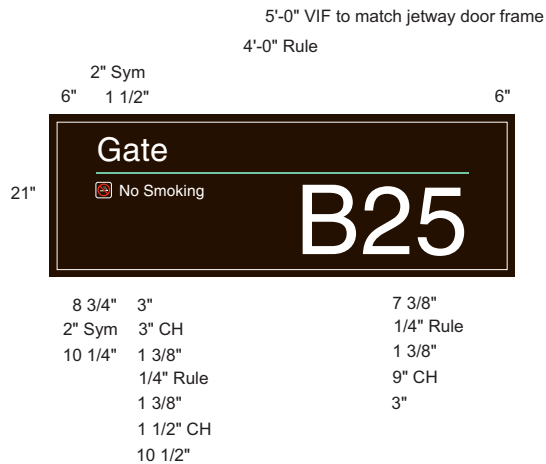 5'-0" VIF to match jetway door frame
4'-0" Rule
2" Sym
6" 1 1/2" 6"
21"
Gate
No Smoking
B25
8 3/4" 3" 7 3/8"
2" Sym 3" CH 1/4" Rule
10 1/4" 1 3/8" 1 3/8"
1/4" Rule 9" CH
1 3/8" 3"
1 1/2" CH
10 1/2"